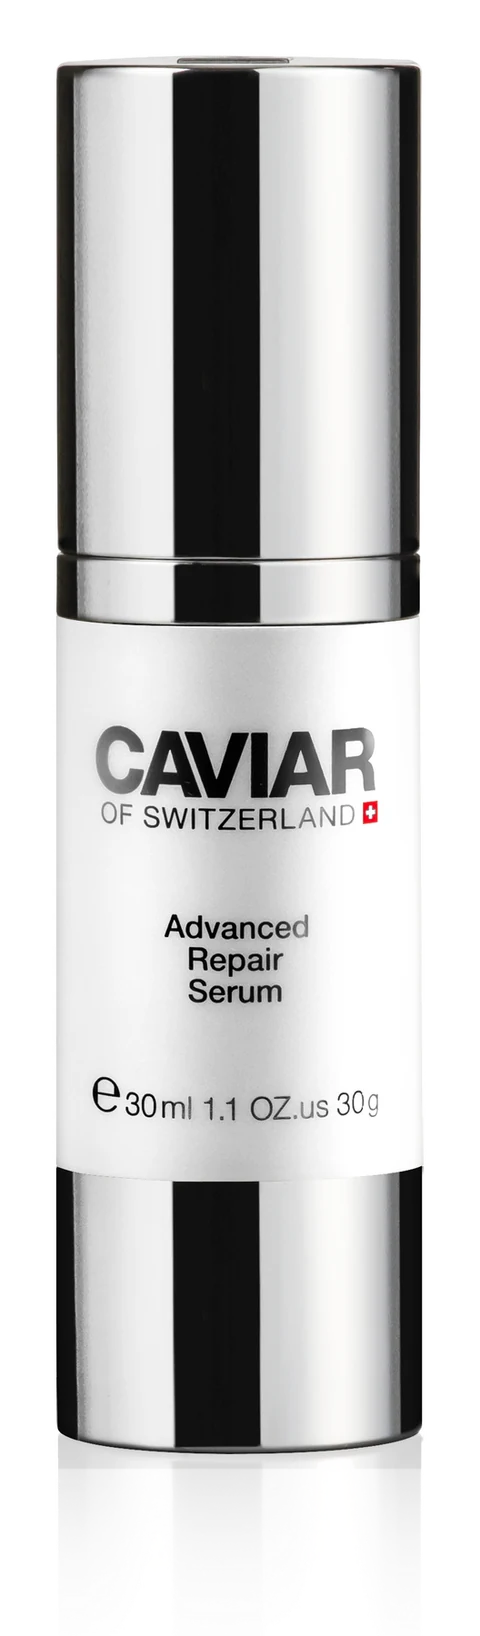 CAVIAR
OF SWITZERLAND
Advanced
Repair
Serum
℮30ml 1.1 OZ.us 30g